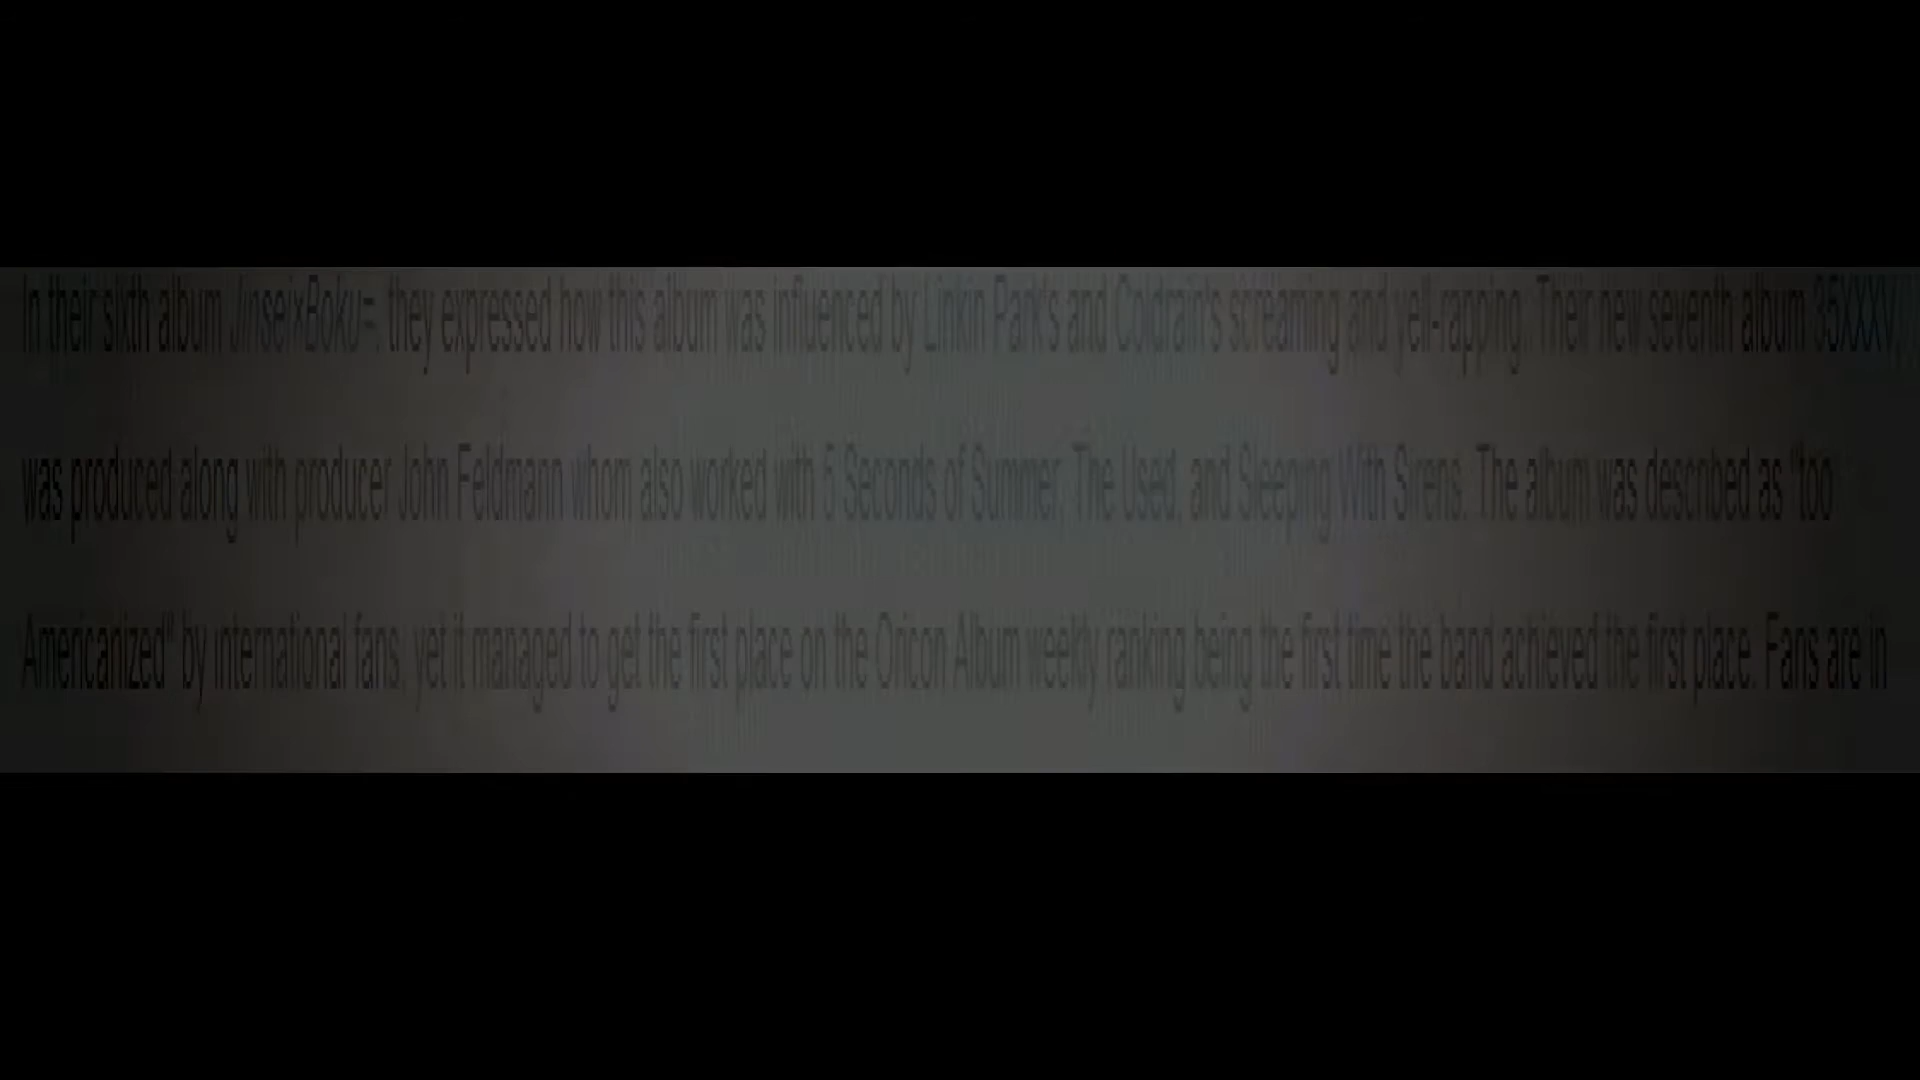 In their sixth album Jinsei×Boku= they expressed how this album was influenced by Linkin Park's and Coldrain's screaming and yell-rapping. Their new seventh album 35XXXV
was produced along with producer John Feldmann whom also worked with 5 Seconds of Summer, The Used, and Sleeping With Sirens. The album was described as "too
Americanized" by international fans, yet it managed to get the first place on the Oricon Album weekly ranking being the first time the band achieved the first place. Fans are in